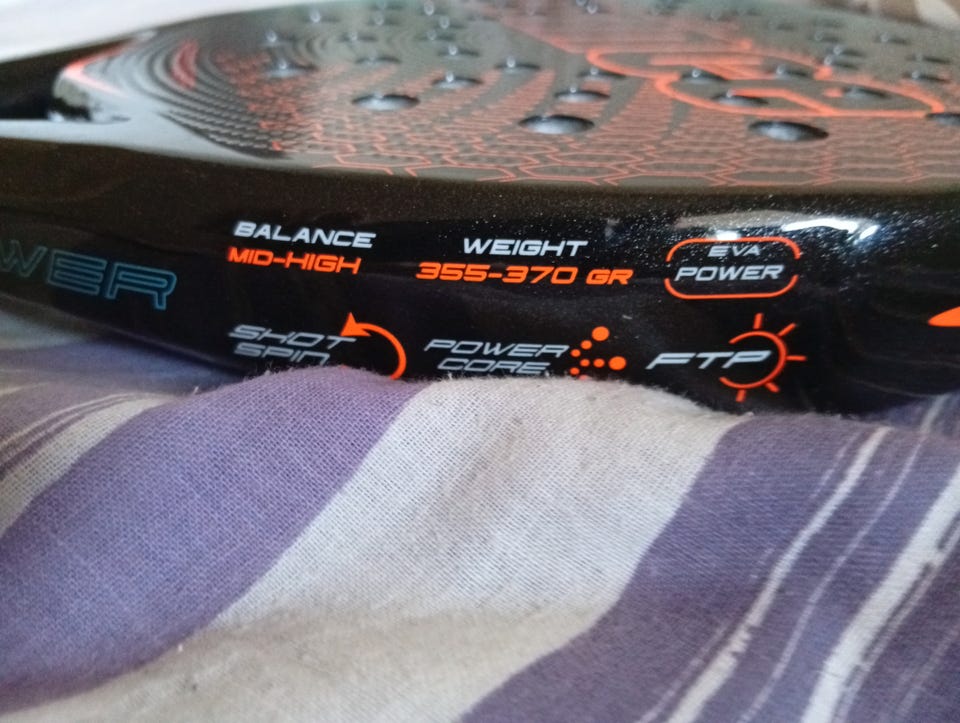 WER
BALANCE
MID-HIGH
WEIGHT
355-370 GR
EVA
POWER
SHOT
SPIN
POWER
CORE
FTP